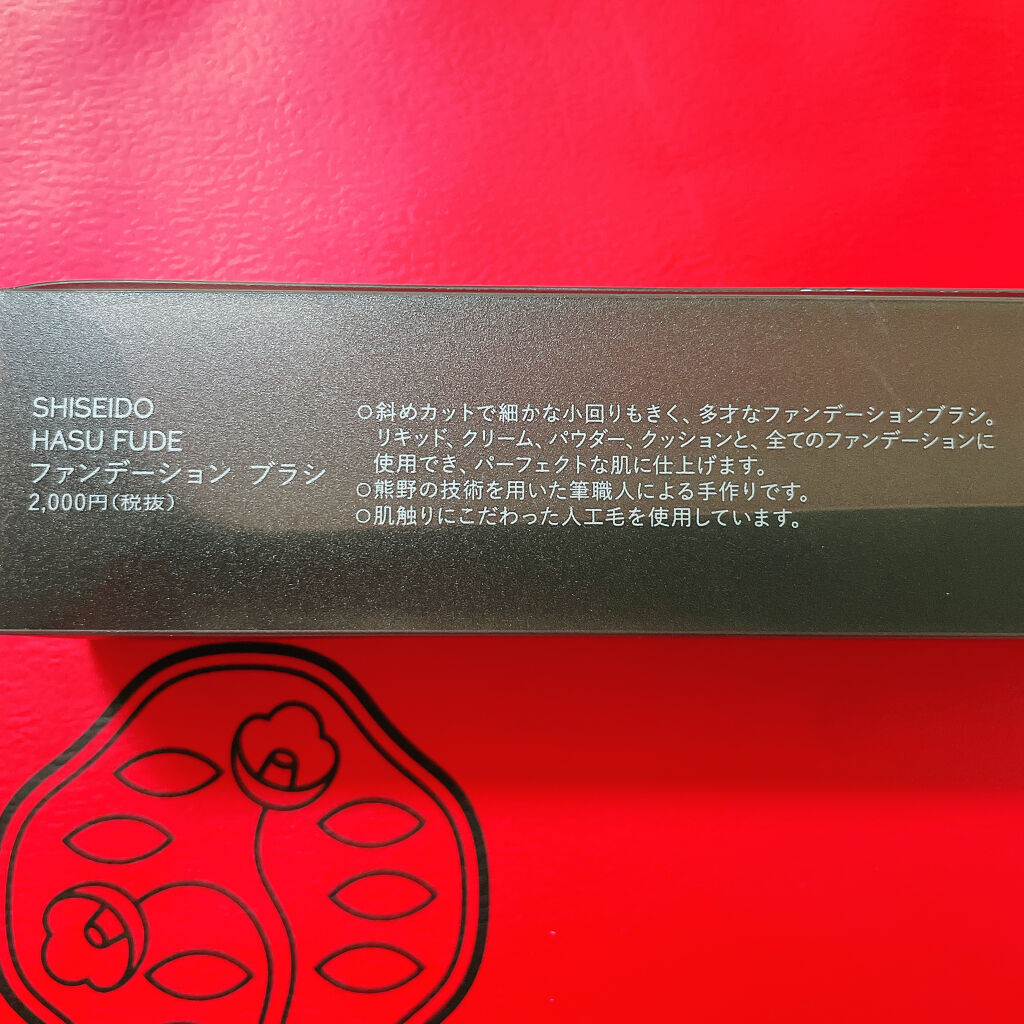 SHISEIDO
HASU FUDE
ファンデーション ブラシ
2,000円(税抜)
○斜めカットで細かな小回りもきく、多才なファンデーションブラシ。
リキッド、クリーム、パウダー、クッションと、全てのファンデーションに
使用でき、パーフェクトな肌に仕上げます。
○熊野の技術を用いた筆職人による手作りです。
○肌触りにこだわった人工毛を使用しています。